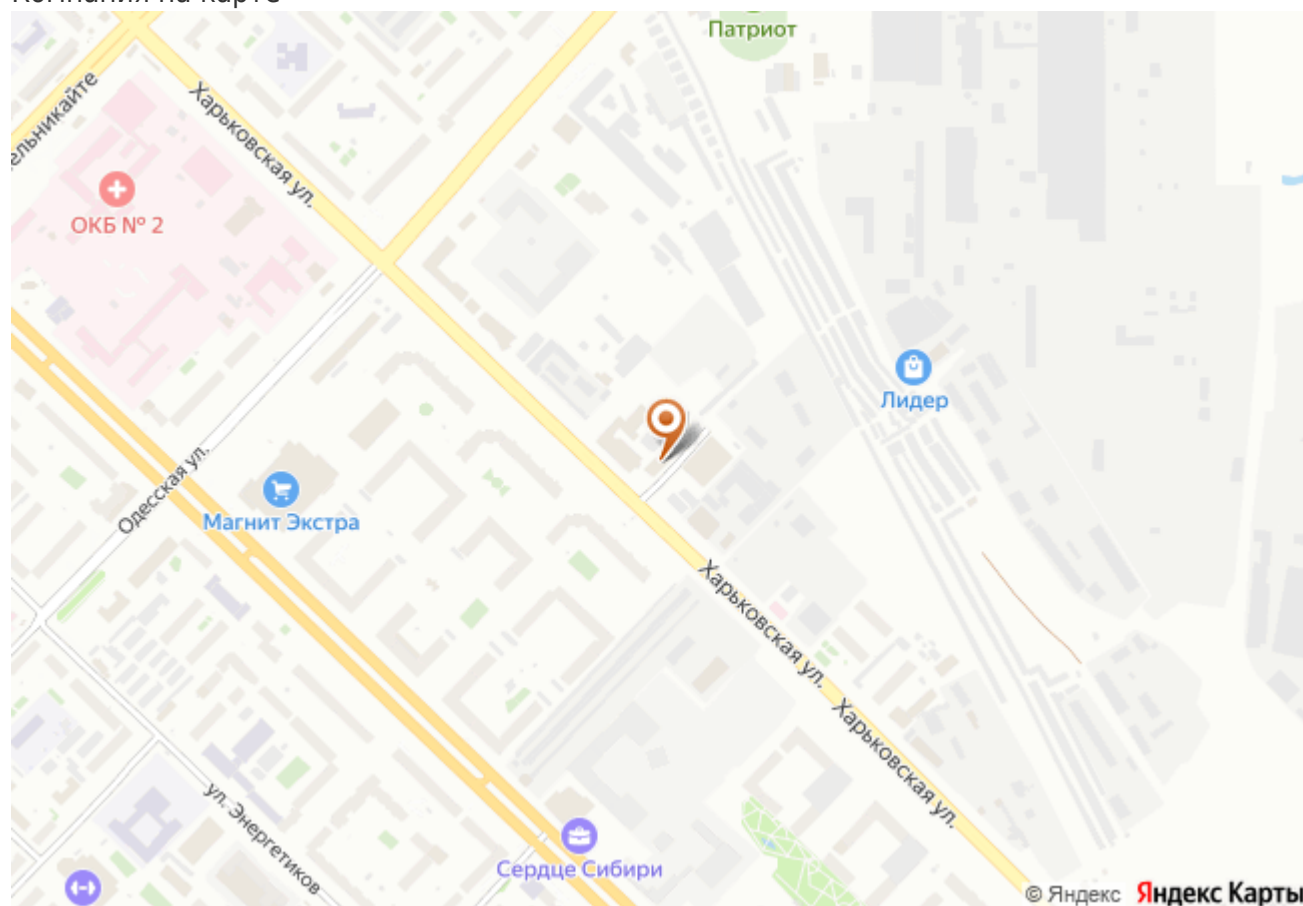 Компания на карте
Патриот
ельникайте
Харьковская ул.
ОКБ № 2
Лидер
Одесская ул.
Магнит Экстра
Харьковская ул.
Харьковская ул.
ул. Энергетиков
Сердце Сибири
© Яндекс Яндекс Карты